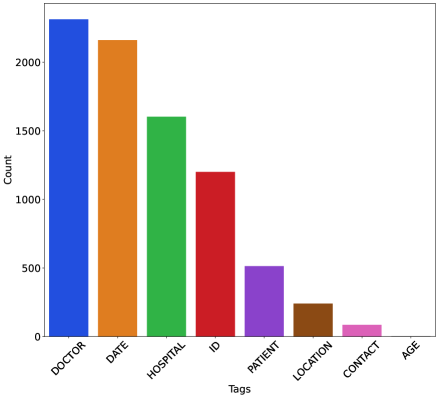 Count
2000
1500
1000
500
0
DOCTOR
DATE
HOSPITAL
ID
PATIENT
LOCATION
CONTACT
AGE
Tags